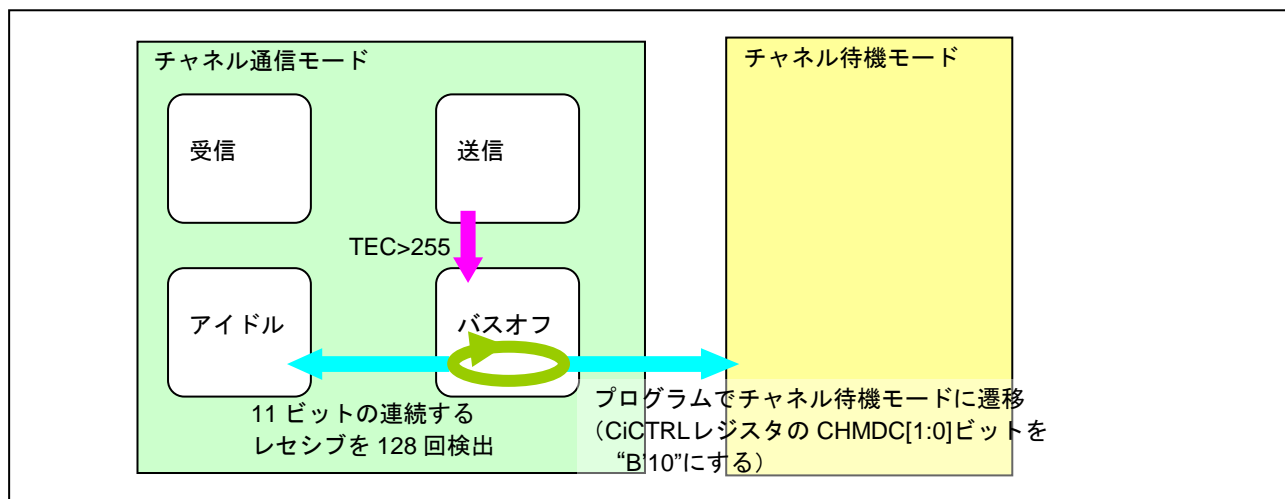 チャネル通信モード
チャネル待機モード
受信
送信
TEC>255
アイドル
バスオフ
11 ビットの連続する
レセシブを 128 回検出
プログラムでチャネル待機モードに遷移
（CiCTRLレジスタの CHMDC[1:0]ビットを
“B'10”にする）